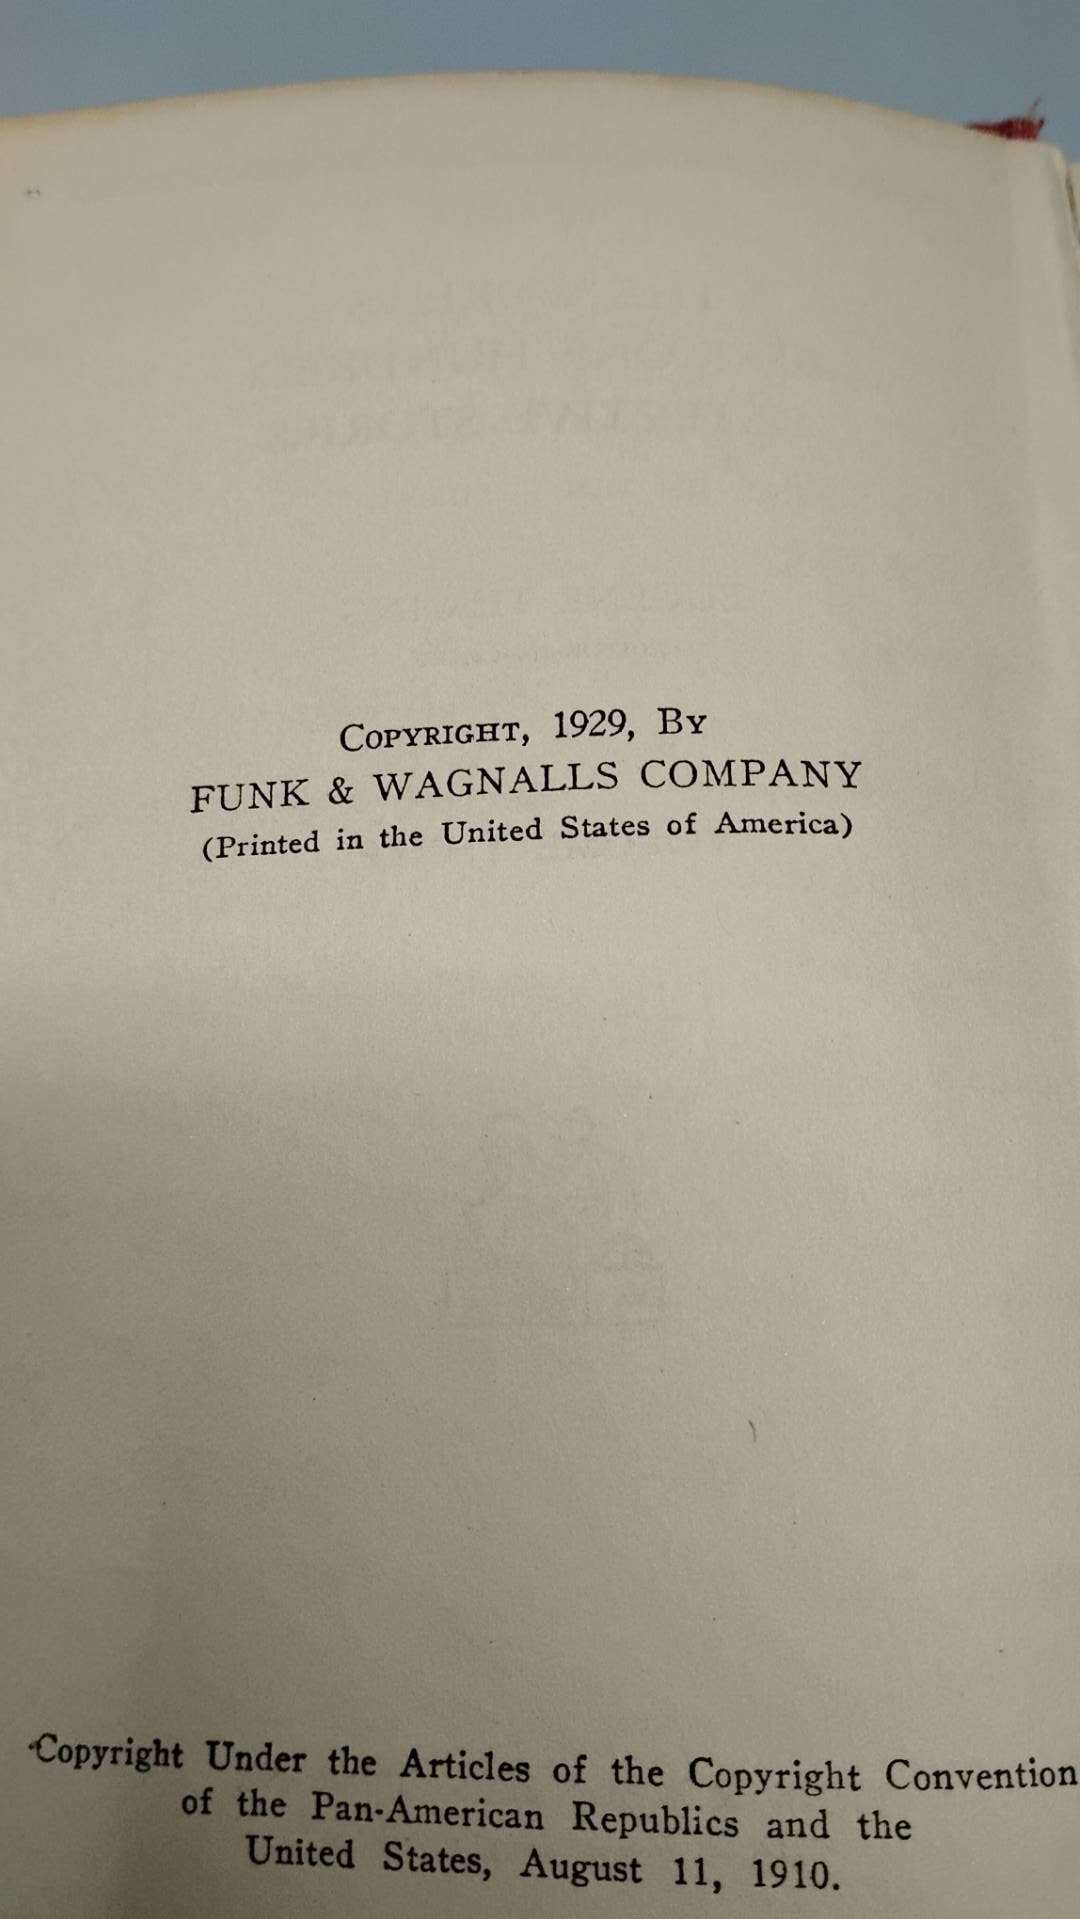 COPYRIGHT, 1929, BY
FUNK & WAGNALLS COMPANY
(Printed in the United States of America)
Copyright Under the Articles of the Copyright Convention
of the Pan-American Republics and the
United States, August 11, 1910.